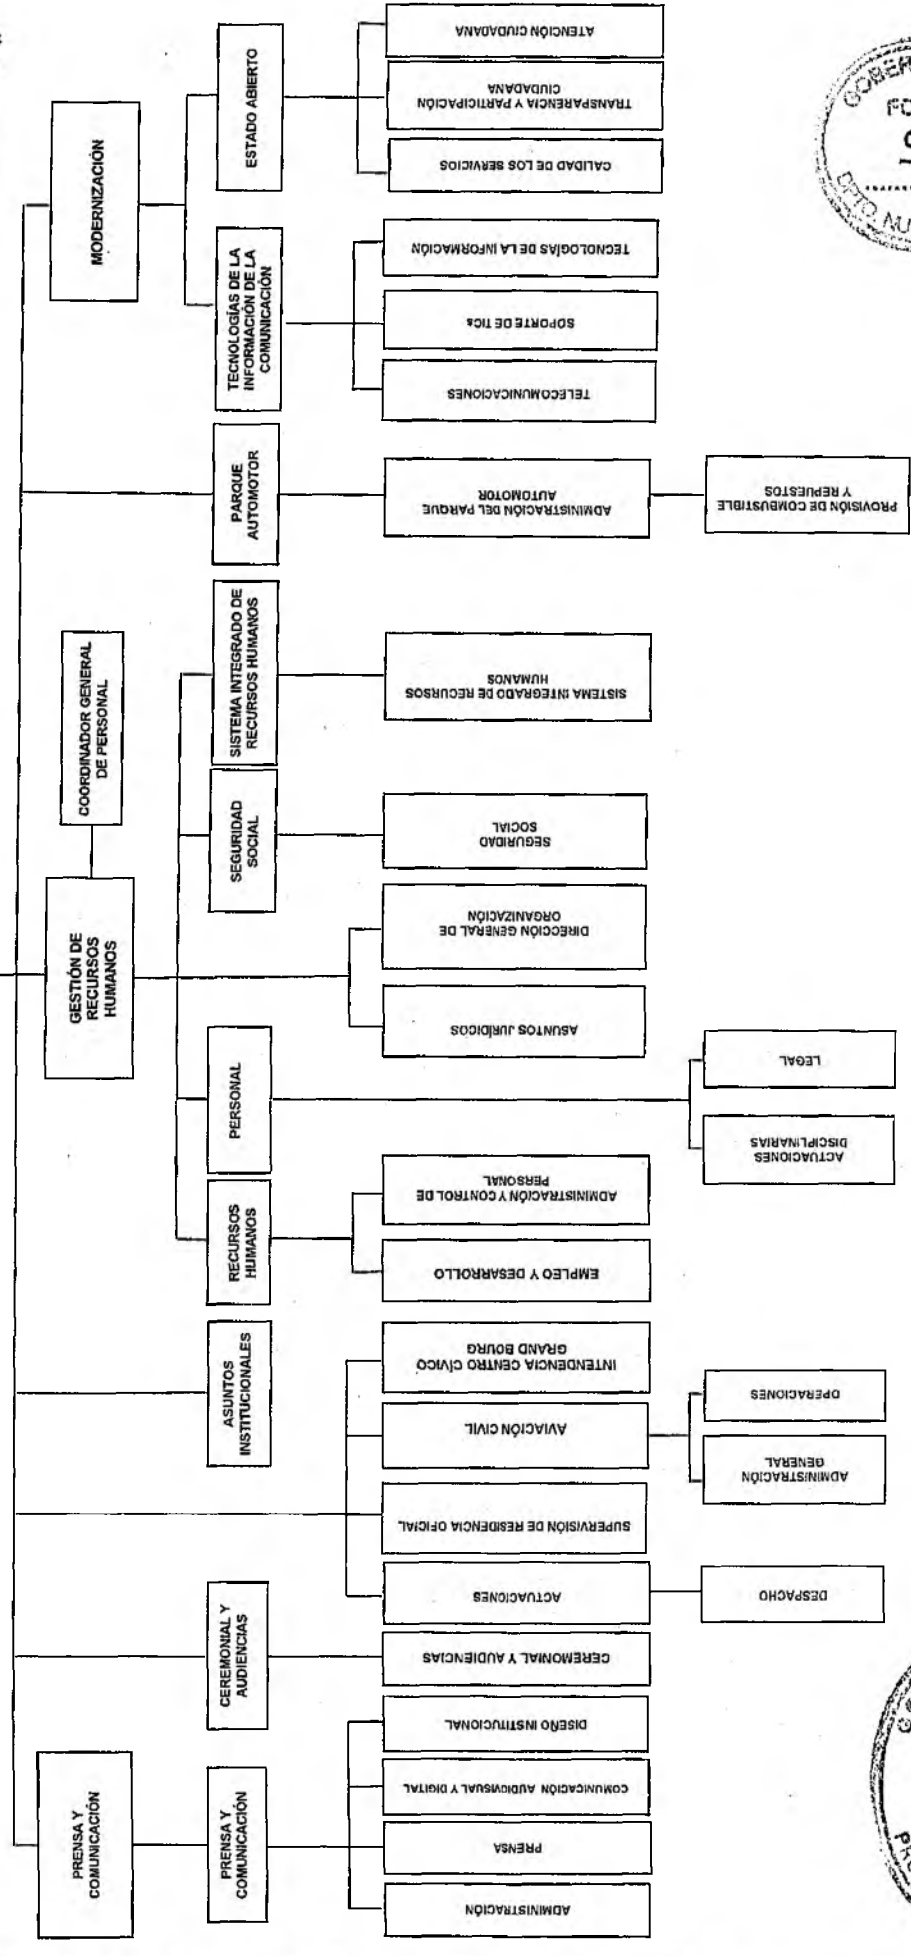 PRENSA Y
COMUNICACIÓN
GESTIÓN DE
RECURSOS
HUMANOS
COORDINADOR GENERAL
DE PERSONAL
MODERNIZACIÓN
PRENSA Y
COMUNICACIÓN
CEREMONIAL Y
AUDIENCIAS
ASUNTOS
INSTITUCIONALES
RECURSOS
HUMANOS
PERSONAL
SEGURIDAD
SOCIAL
SISTEMA INTEGRADO DE
RECURSOS HUMANOS
PARQUE
AUTOMOTOR
TECNOLOGÍAS DE LA
INFORMACIÓN DE LA
COMUNICACIÓN
ESTADO ABIERTO
ADMINISTRACIÓN
PRENSA
COMUNICACIÓN AUDIOVISUAL Y DIGITAL
DISEÑO INSTITUCIONAL
CEREMONIAL Y AUDIENCIAS
ACTUACIONES
SUPERVISIÓN DE RESIDENCIA OFICIAL
AVIACIÓN CIVIL
INTENDENCIA CENTRO CÍVICO
GRAND BOURG
EMPLEO Y DESARROLLO
ADMINISTRACIÓN Y CONTROL DE
PERSONAL
ASUNTOS JURÍDICOS
DIRECCIÓN GENERAL DE
ORGANIZACIÓN
SEGURIDAD
SOCIAL
SISTEMA INTEGRADO DE RECURSOS
HUMANOS
ADMINISTRACIÓN DEL PARQUE
AUTOMOTOR
TELECOMUNICACIONES
SOPORTE DE TICs
TECNOLOGÍAS DE LA INFORMACIÓN
CALIDAD DE LOS SERVICIOS
TRANSPARENCIA Y PARTICIPACIÓN
CIUDADANA
ATENCIÓN CIUDADANA
DESPACHO
ADMINISTRACIÓN
GENERAL
OPERACIONES
ACTUACIONES
DISCIPLINARIAS
LEGAL
PROVISIÓN DE COMBUSTIBLE
Y REPUESTOS